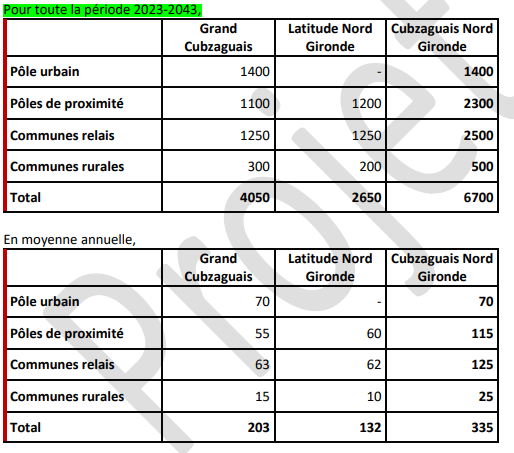 Pour toute la période 2023-2043,
Grand Cubzaguais Latitude Nord Gironde Cubzaguais Nord Gironde
Pôle urbain 1400 - 1400
Pôles de proximité 1100 1200 2300
Communes relais 1250 1250 2500
Communes rurales 300 200 500
Total 4050 2650 6700
En moyenne annuelle,
Grand Cubzaguais Latitude Nord Gironde Cubzaguais Nord Gironde
Pôle urbain 70 - 70
Pôles de proximité 55 60 115
Communes relais 63 62 125
Communes rurales 15 10 25
Total 203 132 335
Projet